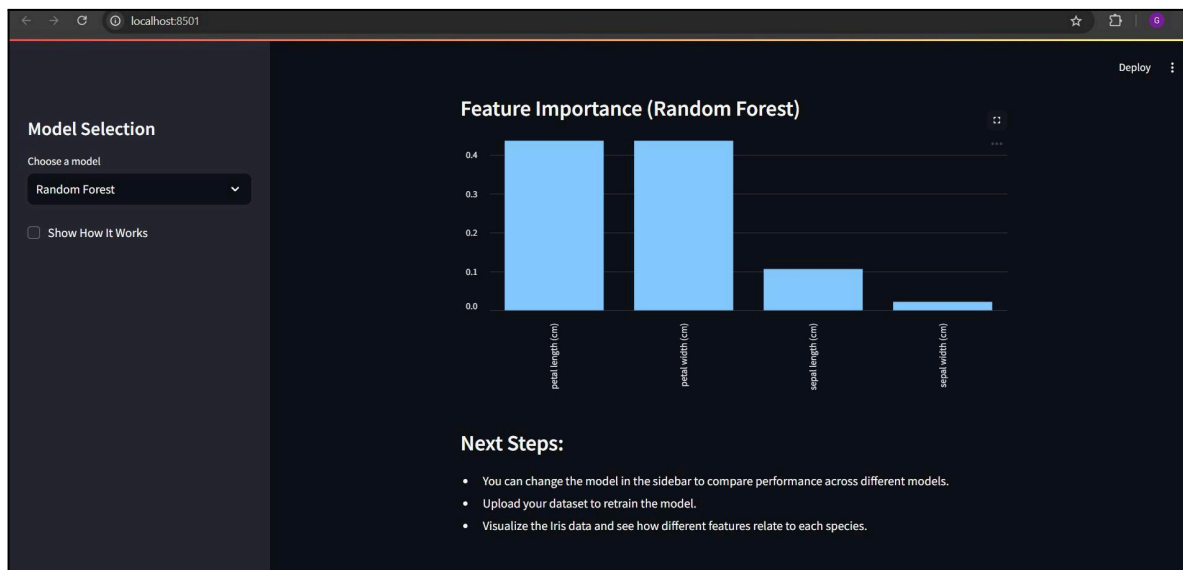 localhost:8501
G
Deploy
Model Selection
Choose a model
Random Forest
Show How It Works
Feature Importance (Random Forest)
0.4
0.3
0.2
0.1
0.0
petal length (cm)
petal width (cm)
sepal length (cm)
sepal width (cm)
Next Steps:
• You can change the model in the sidebar to compare performance across different models.
• Upload your dataset to retrain the model.
• Visualize the Iris data and see how different features relate to each species.